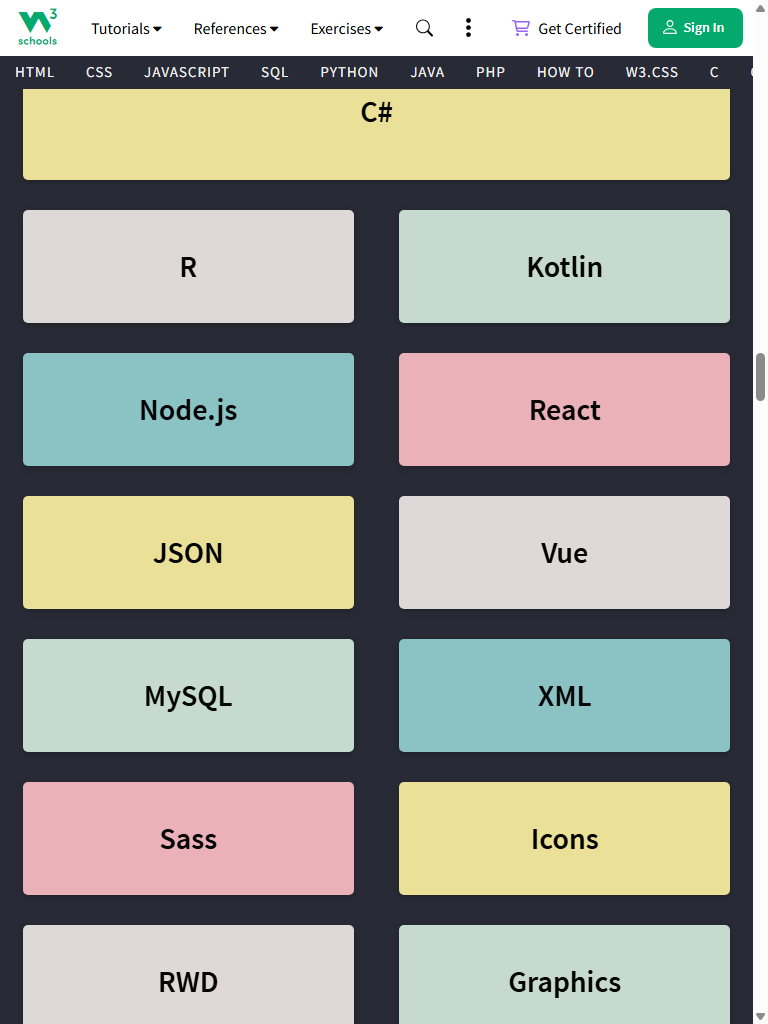 W3 schools
Tutorials References Exercises Get Certified Sign In
HTML CSS JAVASCRIPT SQL PYTHON JAVA PHP HOW TO W3.CSS C
C#
R Kotlin
Node.js React
JSON Vue
MySQL XML
Sass Icons
RWD Graphics